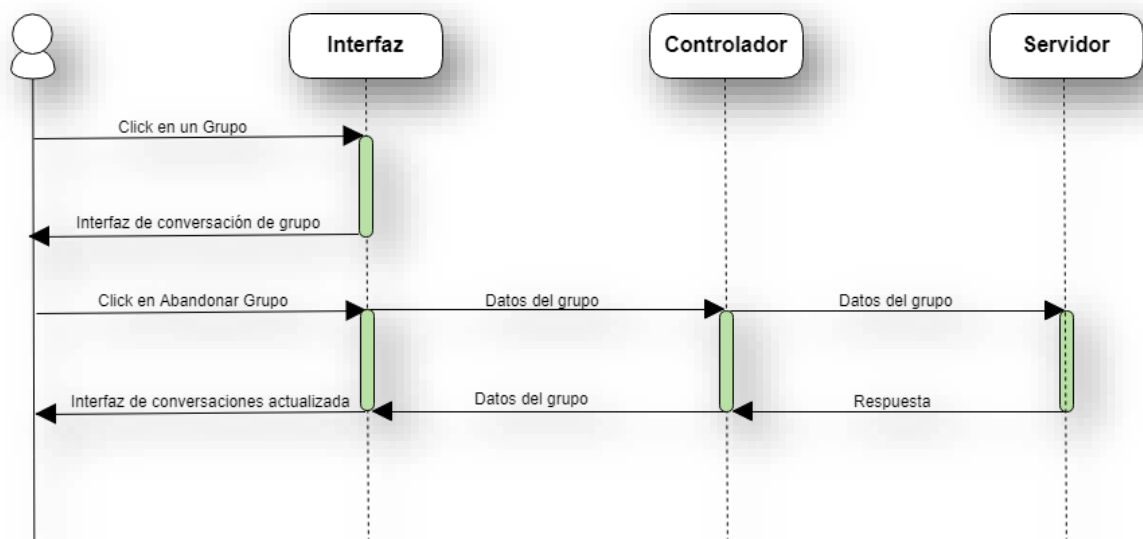 Interfaz
Controlador
Servidor
Click en un Grupo
Interfaz de conversación de grupo
Click en Abandonar Grupo
Datos del grupo
Datos del grupo
Interfaz de conversaciones actualizada
Datos del grupo
Respuesta